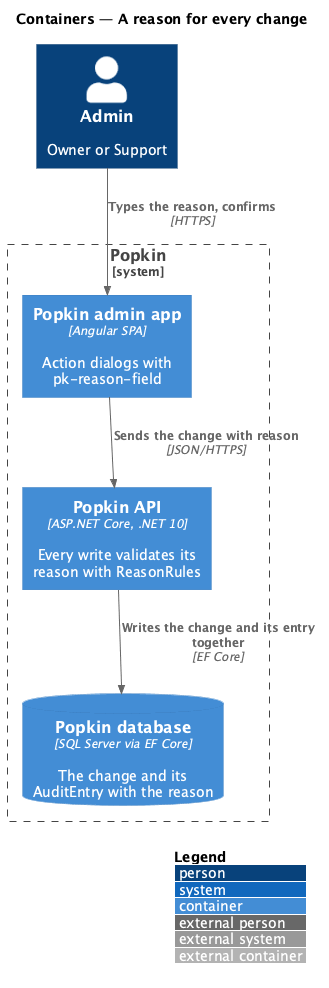 Containers — A reason for every change
Admin
Owner or Support
Types the reason, confirms
[HTTPS]
Popkin
[system]
Popkin admin app
[Angular SPA]
Action dialogs with
pk-reason-field
Sends the change with reason
[JSON/HTTPS]
Popkin API
[ASP.NET Core, .NET 10]
Every write validates its
reason with ReasonRules
Writes the change and its entry
together
[EF Core]
Popkin database
[SQL Server via EF Core]
The change and its
AuditEntry with the reason
Legend
person
system
container
external person
external system
external container